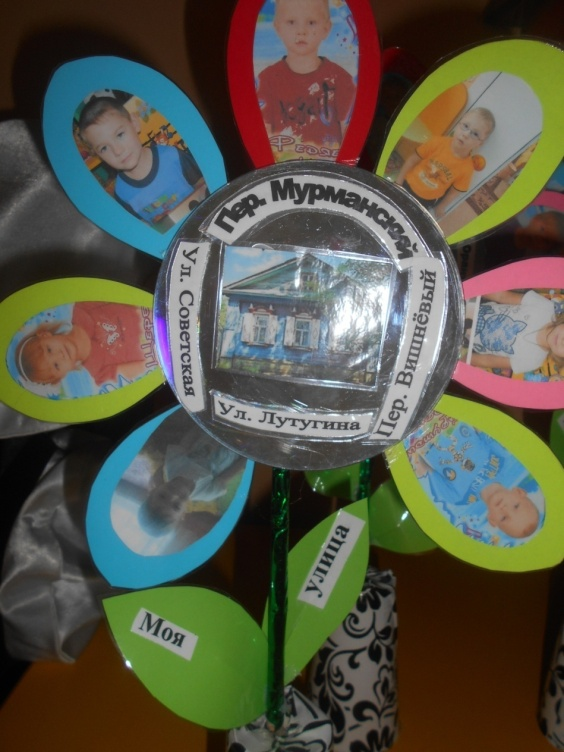 Пер. Мурманский
Ул. Советская
Пер. Вишнёвый
Ул. Лутугина
Моя
улица